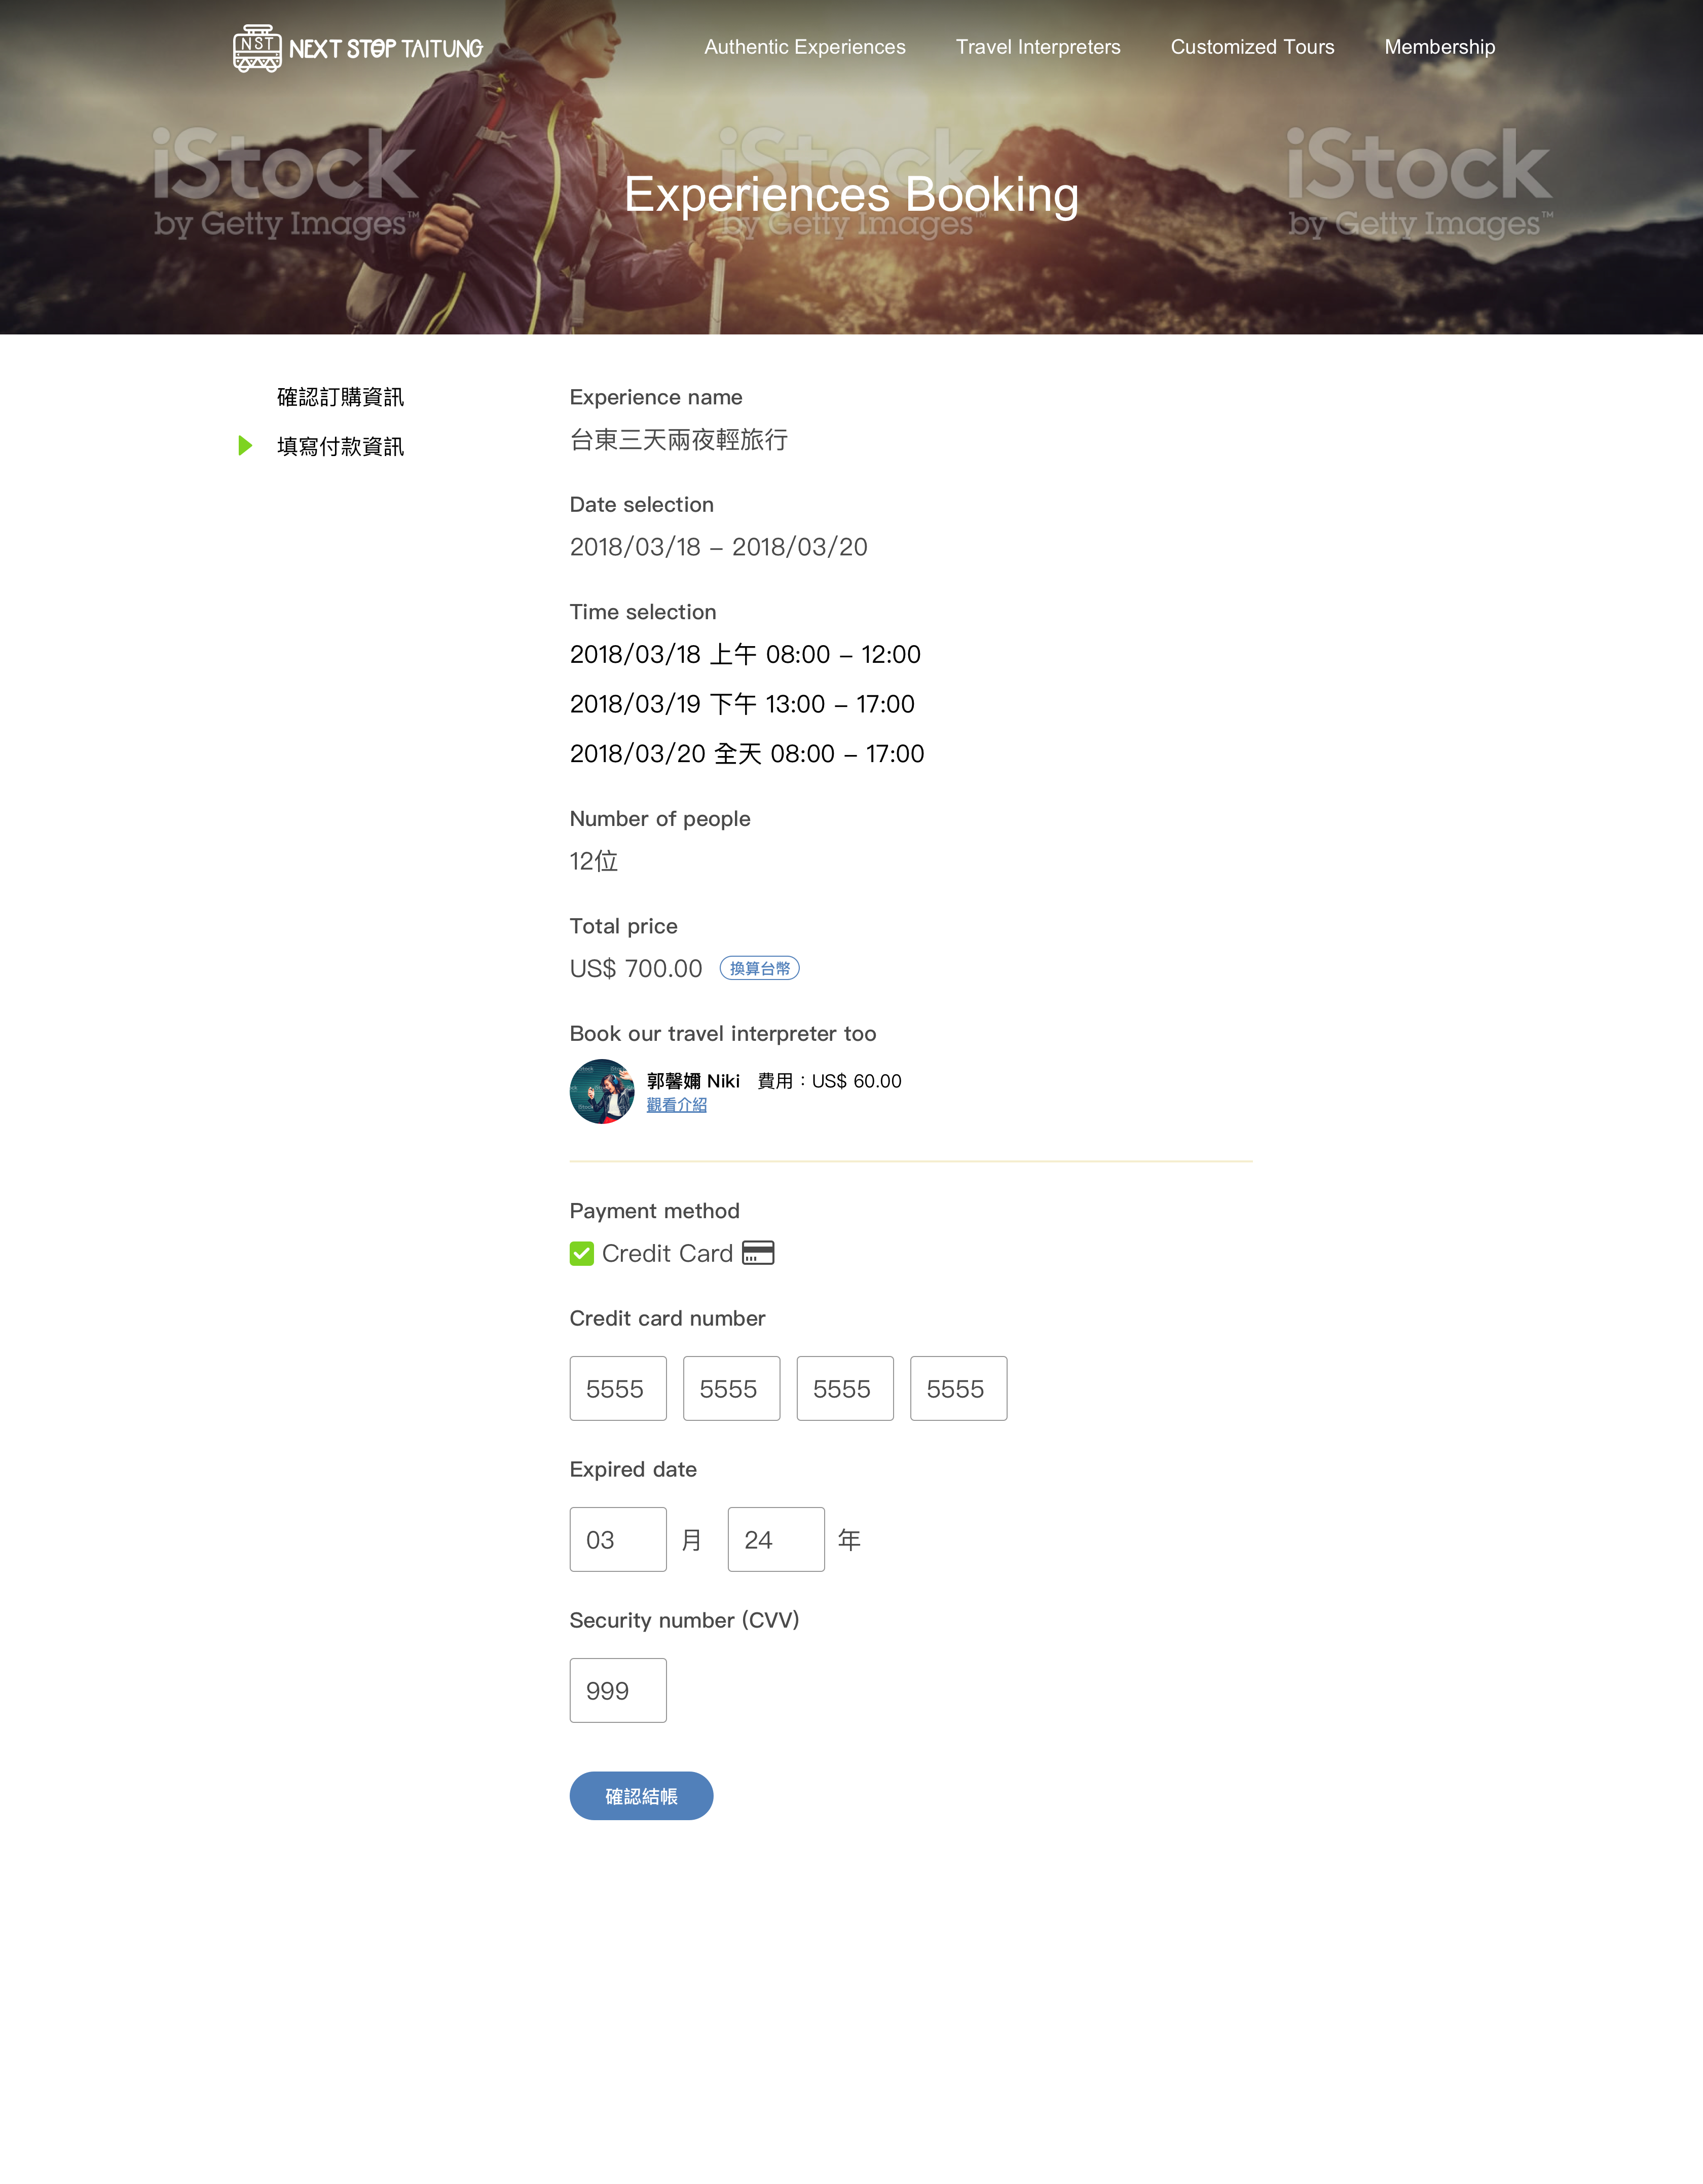 NST NEXT STOP TAITUNG
Authentic Experiences Travel Interpreters Customized Tours Membership
iStock iStock iStock
by Getty Images™ by Getty Images™ by Getty Images™
Experiences Booking
確認訂購資訊
填寫付款資訊
Experience name
台東三天兩夜輕旅行
Date selection
2018/03/18 – 2018/03/20
Time selection
2018/03/18 上午 08:00 – 12:00
2018/03/19 下午 13:00 – 17:00
2018/03/20 全天 08:00 – 17:00
Number of people
12位
Total price
US$ 700.00 換算台幣
Book our travel interpreter too
郭馨嬭 Niki 費用：US$ 60.00
觀看介紹
Payment method
Credit Card
Credit card number
5555 5555 5555 5555
Expired date
03 月 24 年
Security number (CVV)
999
確認結帳